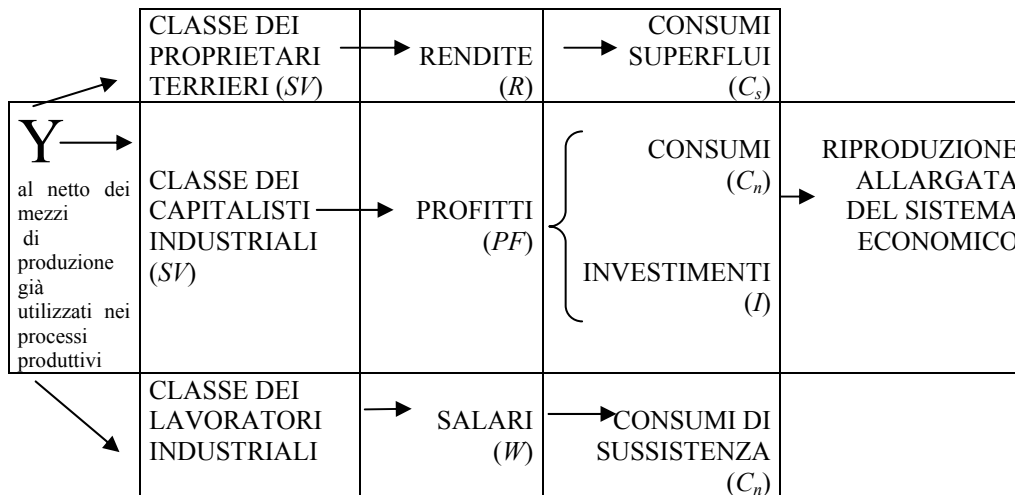 CLASSE DEI
PROPRIETARI
TERRIERI (SV)
RENDITE
(R)
CONSUMI
SUPERFLUI
(Cs)
Y
al netto dei
mezzi
di
produzione
già
utilizzati nei
processi
produttivi
CLASSE DEI
CAPITALISTI
INDUSTRIALI
(SV)
PROFITTI
(PF)
CONSUMI
(Cn)
INVESTIMENTI
(I)
RIPRODUZIONE
ALLARGATA
DEL SISTEMA
ECONOMICO
CLASSE DEI
LAVORATORI
INDUSTRIALI
SALARI
(W)
CONSUMI DI
SUSSISTENZA
(Cn)